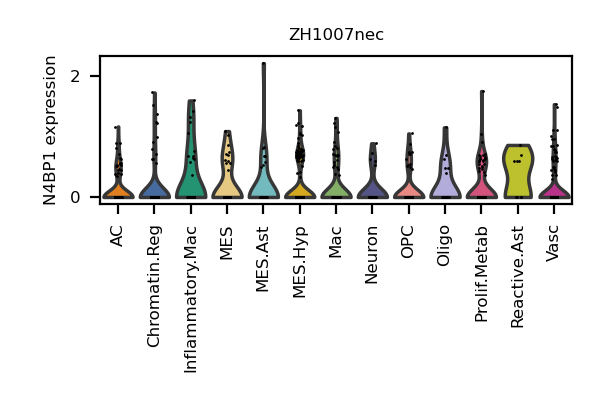 ZH1007nec
N4BP1 expression
2
0
AC
Chromatin.Reg
Inflammatory.Mac
MES
MES.Ast
MES.Hyp
Mac
Neuron
OPC
Oligo
Prolif.Metab
Reactive.Ast
Vasc